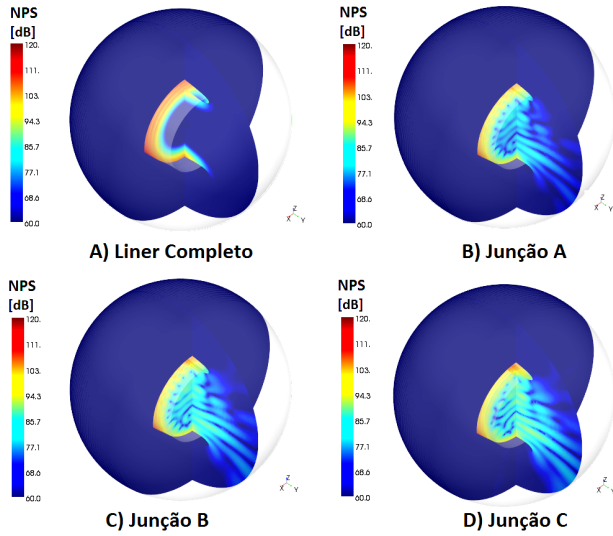 NPS
[dB]
120.
111.
103.
94.3
85.7
77.1
68.6
60.0
Z
X
Y
A) Liner Completo
NPS
[dB]
120.
111.
103.
94.3
85.7
77.1
68.6
60.0
Z
X
Y
B) Junção A
NPS
[dB]
120.
111.
103.
94.3
85.7
77.1
68.6
60.0
Z
X
Y
C) Junção B
NPS
[dB]
120.
111.
103.
94.3
85.7
77.1
68.6
60.0
Z
X
Y
D) Junção C